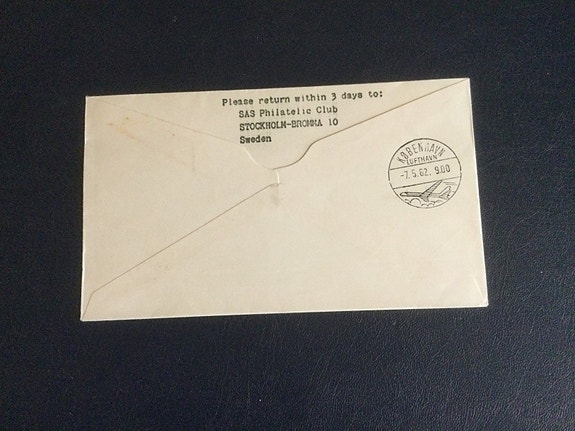 Please return within 3 days to:
SAS Philatelic Club
STOCKHOLM-BROMMA 10
Sweden
KØBENHAVN
LUFTHAVN
-7.5.62. 9.00